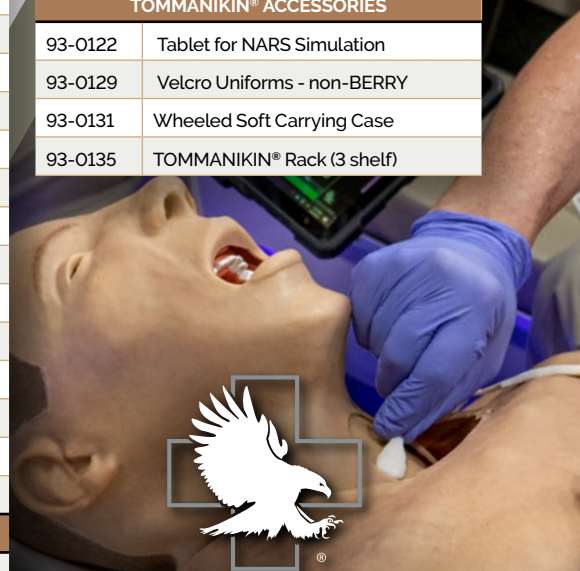 TOMMANIKIN® ACCESSORIES
93-0122 Tablet for NARS Simulation
93-0129 Velcro Uniforms - non-BERRY
93-0131 Wheeled Soft Carrying Case
93-0135 TOMMANIKIN® Rack (3 shelf)
®